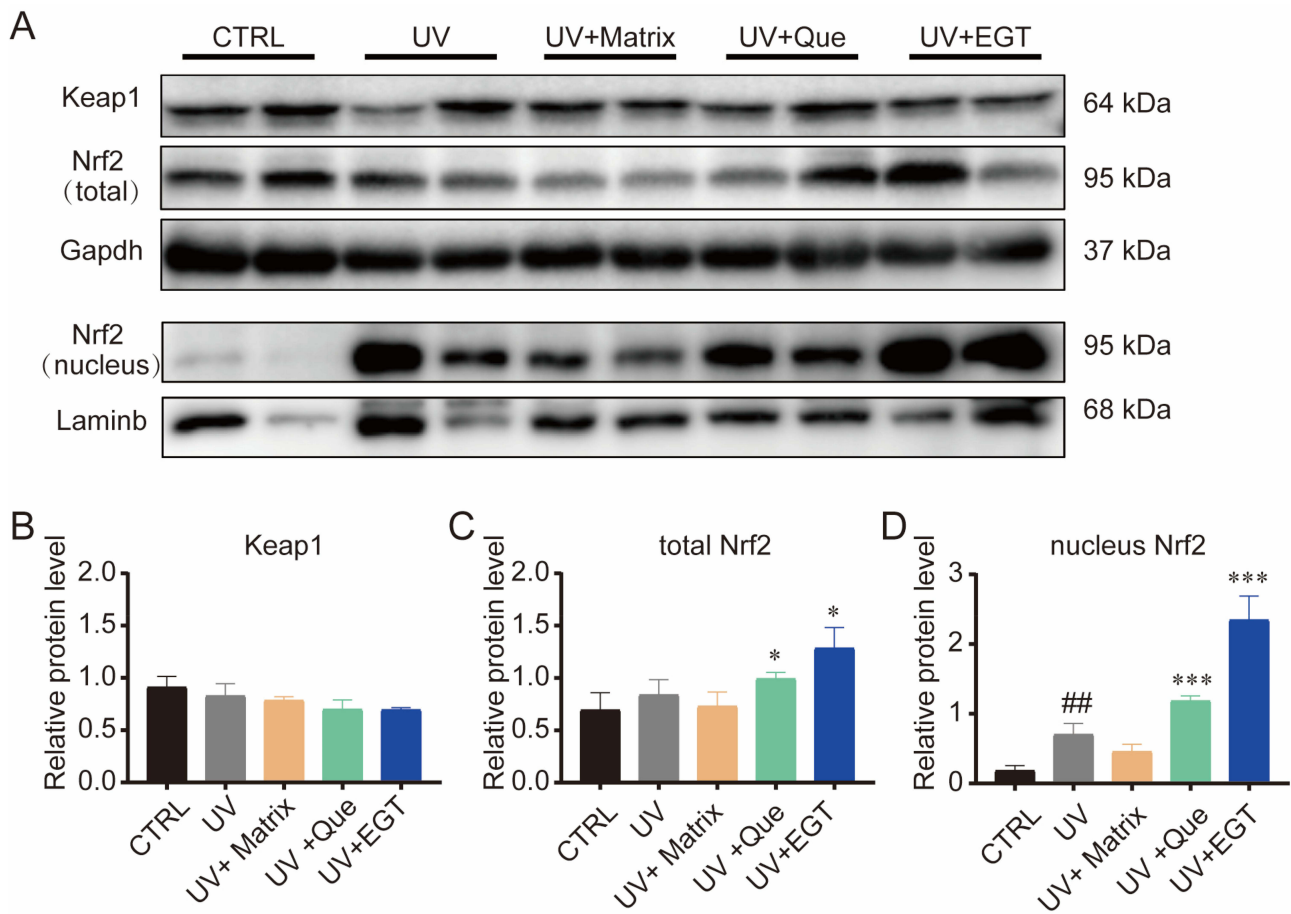 A
CTRL UV UV+Matrix UV+Que UV+EGT
Keap1 64 kDa
Nrf2
(total) 95 kDa
Gapdh 37 kDa
Nrf2
(nucleus) 95 kDa
Laminb 68 kDa
B
Keap1
Relative protein level
2.0
1.5
1.0
0.5
0.0
CTRL
UV
UV+ Matrix
UV +Que
UV+EGT
C
total Nrf2
Relative protein level
2.0
1.5
1.0
0.5
0.0
*
*
CTRL
UV
UV+ Matrix
UV +Que
UV+EGT
D
nucleus Nrf2
Relative protein level
3
2
1
0
##
***
***
CTRL
UV
UV+ Matrix
UV +Que
UV+EGT